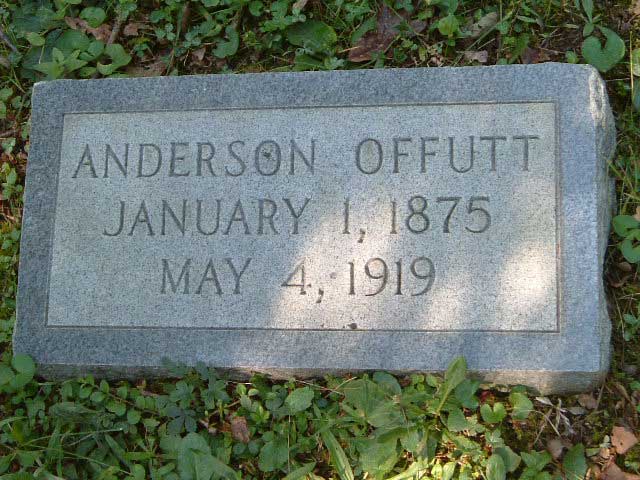 ANDERSON OFFUTT
JANUARY 1, 1875
MAY 4, 1919